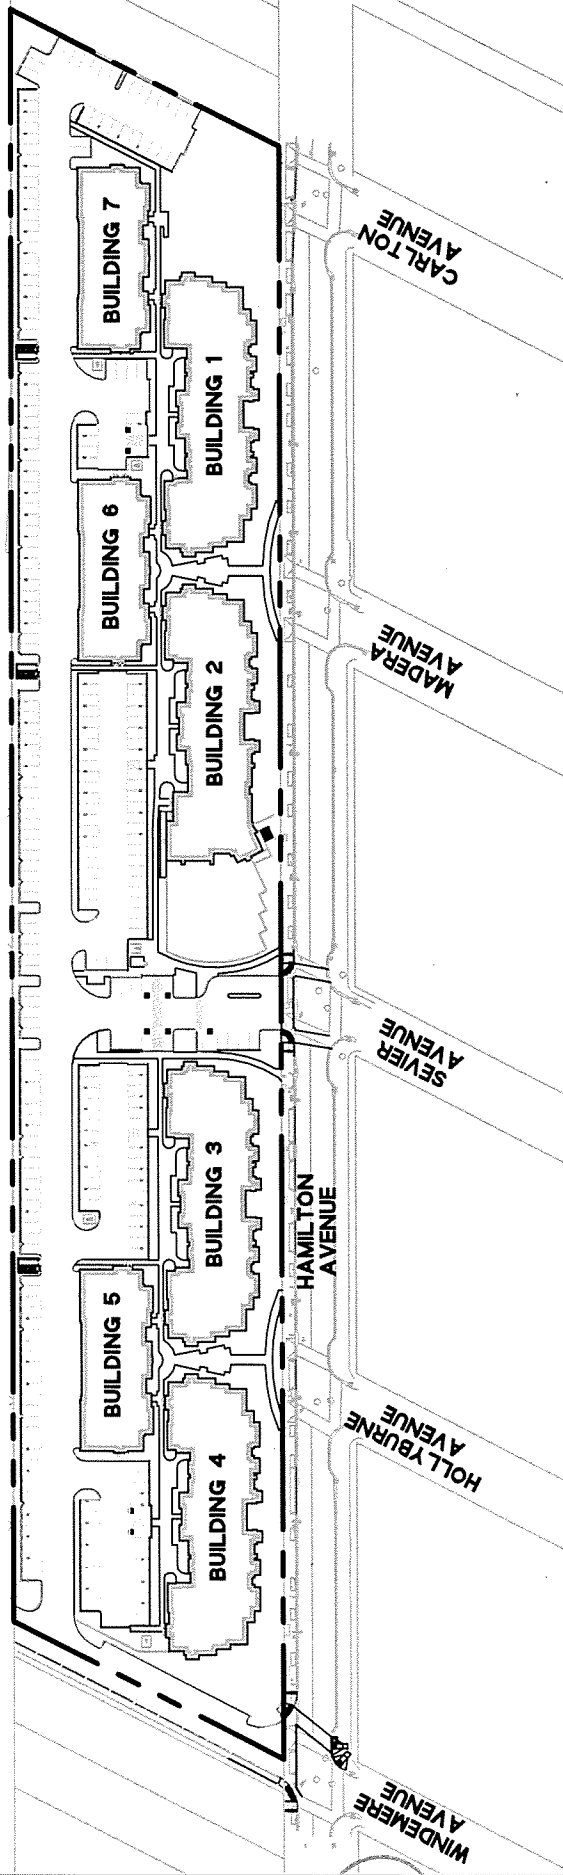 CARLTON
AVENUE
BUILDING 7
BUILDING 1
BUILDING 6
MADERA
AVENUE
BUILDING 2
SEVIER
AVENUE
BUILDING 3
HAMILTON
AVENUE
BUILDING 5
HOLLYBURNE
AVENUE
BUILDING 4
WINDEMERE
AVENUE